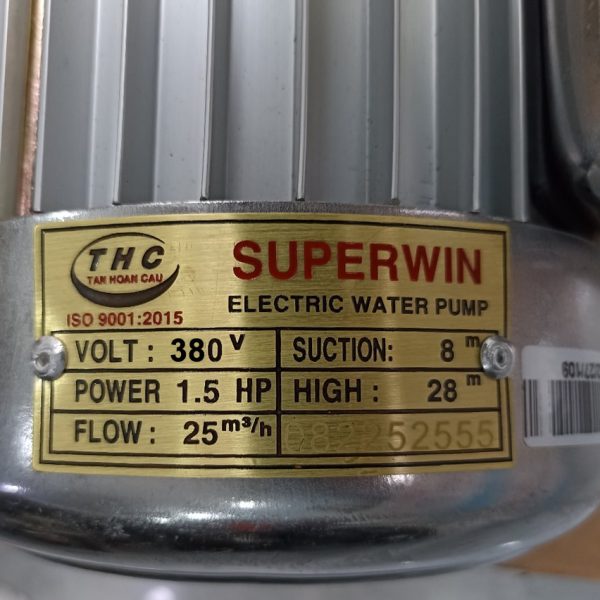 THC
TAN HOAN CAU
ISO 9001:2015
SUPERWIN
ELECTRIC WATER PUMP
VOLT : 380 V
SUCTION: 8 m
POWER 1.5 HP
HIGH : 28 m
FLOW : 25 m³/h